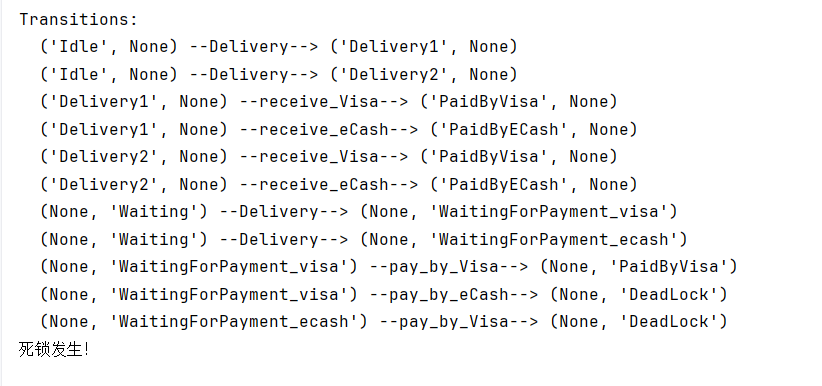 Transitions:
('Idle', None) --Delivery--> ('Delivery1', None)
('Idle', None) --Delivery--> ('Delivery2', None)
('Delivery1', None) --receive_Visa--> ('PaidByVisa', None)
('Delivery1', None) --receive_eCash--> ('PaidByECash', None)
('Delivery2', None) --receive_Visa--> ('PaidByVisa', None)
('Delivery2', None) --receive_eCash--> ('PaidByECash', None)
(None, 'Waiting') --Delivery--> (None, 'WaitingForPayment_visa')
(None, 'Waiting') --Delivery--> (None, 'WaitingForPayment_ecash')
(None, 'WaitingForPayment_visa') --pay_by_Visa--> (None, 'PaidByVisa')
(None, 'WaitingForPayment_visa') --pay_by_eCash--> (None, 'DeadLock')
(None, 'WaitingForPayment_ecash') --pay_by_Visa--> (None, 'DeadLock')
死锁发生!